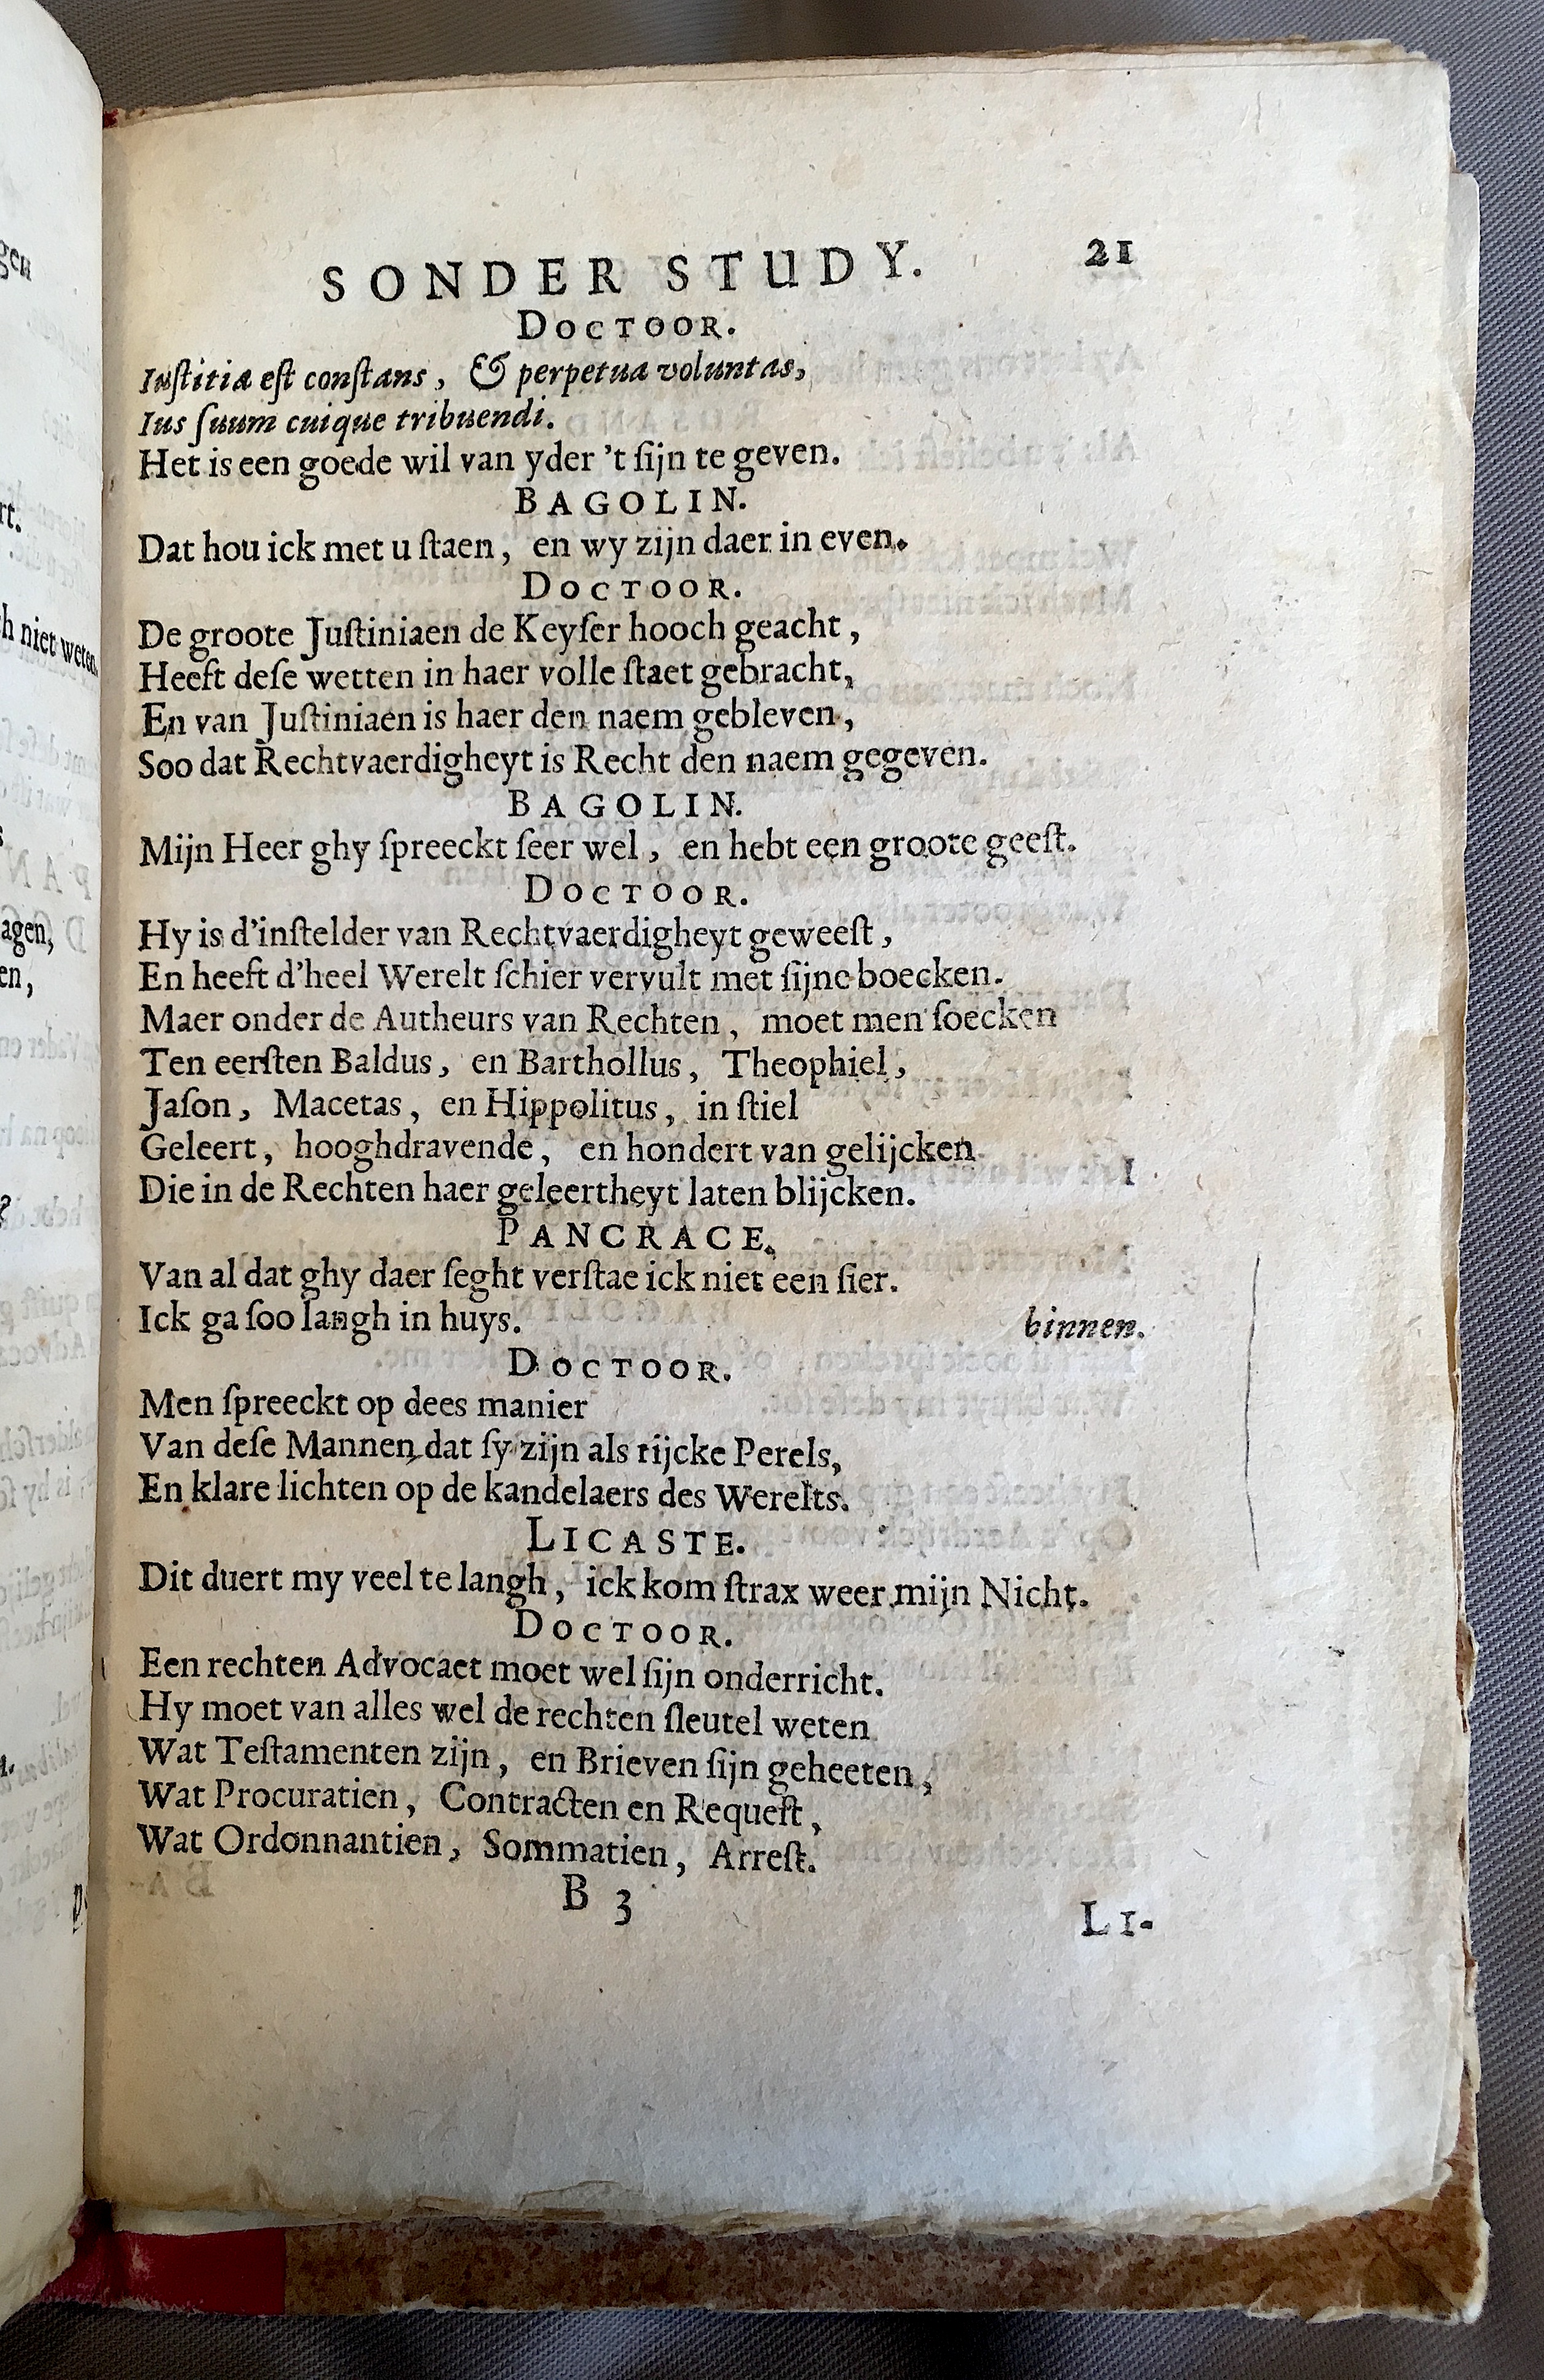 SONDER STUDY. 21
DOCTOOR.
Iuſtitia eſt conſtans, & perpetua voluntas,
Ius ſuum cuique tribuendi.
Het is een goede wil van yder 't ſijn te geven.
BAGOLIN.
Dat hou ick met u ſtaen, en wy zijn daer in even.
DOCTOOR.
De groote Juſtiniaen de Keyſer hooch geacht,
Heeft deſe wetten in haer volle ſtaet gebracht,
En van Juſtiniaen is haer den naem gebleven,
Soo dat Rechtvaerdigheyt is Recht den naem gegeven.
BAGOLIN.
Mijn Heer ghy ſpreeckt ſeer wel, en hebt een groote geeſt.
DOCTOOR.
Hy is d'inſtelder van Rechtvaerdigheyt geweeſt,
En heeft d'heel Werelt ſchier vervult met ſijne boecken.
Maer onder de Autheurs van Rechten, moet men ſoecken
Ten eerſten Baldus, en Barthollus, Theophiel,
Jaſon, Macetas, en Hippolitus, in ſtiel
Geleert, hooghdravende, en hondert van gelijcken
Die in de Rechten haer geleertheyt laten blijcken.
PANCRACE.
Van al dat ghy daer ſeght verſtae ick niet een ſier.
Ick ga ſoo langh in huys. binnen.
DOCTOOR.
Men ſpreeckt op dees manier
Van deſe Mannen dat ſy zijn als rijcke Perels,
En klare lichten op de kandelaers des Werelts.
LICASTE.
Dit duert my veel te langh, ick kom ſtrax weer mijn Nicht.
DOCTOOR.
Een rechten Advocaet moet wel ſijn onderricht.
Hy moet van alles wel de rechten ſleutel weten
Wat Teſtamenten zijn, en Brieven ſijn geheeten,
Wat Procuratien, Contracten en Requeſt,
Wat Ordonnantien, Sommatien, Arreſt.
B 3
LI-